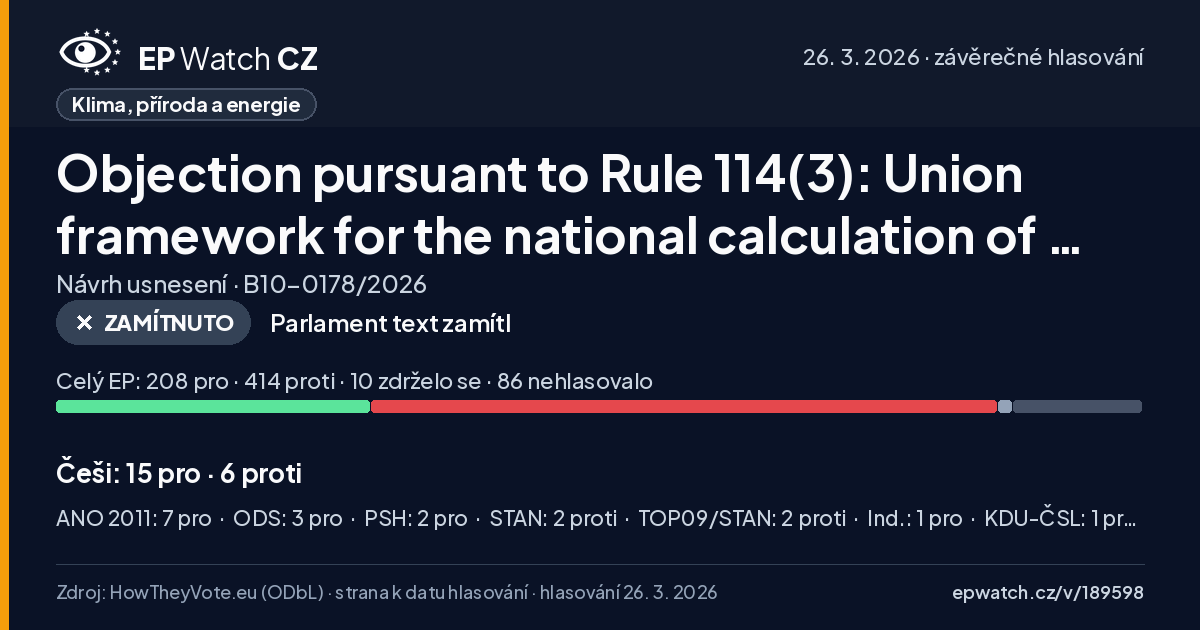 EP Watch CZ
26. 3. 2026 · závěrečné hlasování
Klima, příroda a energie
Objection pursuant to Rule 114(3): Union
framework for the national calculation of …
Návrh usnesení · B10–0178/2026
✕ ZAMÍTNUTO Parlament text zamítl
Celý EP: 208 pro · 414 proti · 10 zdrželo se · 86 nehlasovalo
Češi: 15 pro · 6 proti
ANO 2011: 7 pro · ODS: 3 pro · PSH: 2 pro · STAN: 2 proti · TOP09/STAN: 2 proti · Ind.: 1 pro · KDU-ČSL: 1 pr…
Zdroj: HowTheyVote.eu (ODbL) · strana k datu hlasování · hlasování 26. 3. 2026
epwatch.cz/v/189598